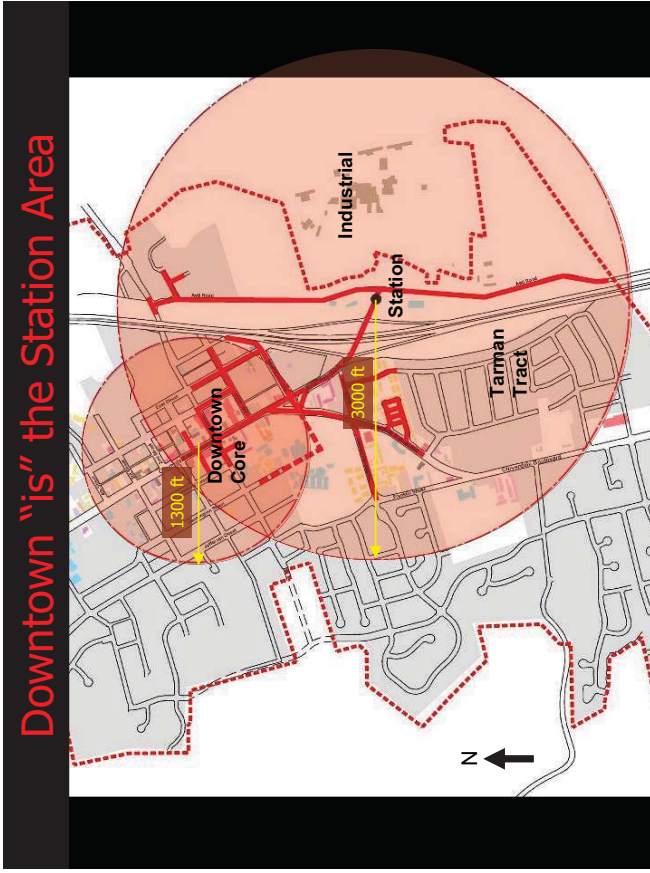 Downtown “is” the Station Area
Industrial
Station
Downtown
Core
1300 ft
3000 ft
Tarman
Tract
N